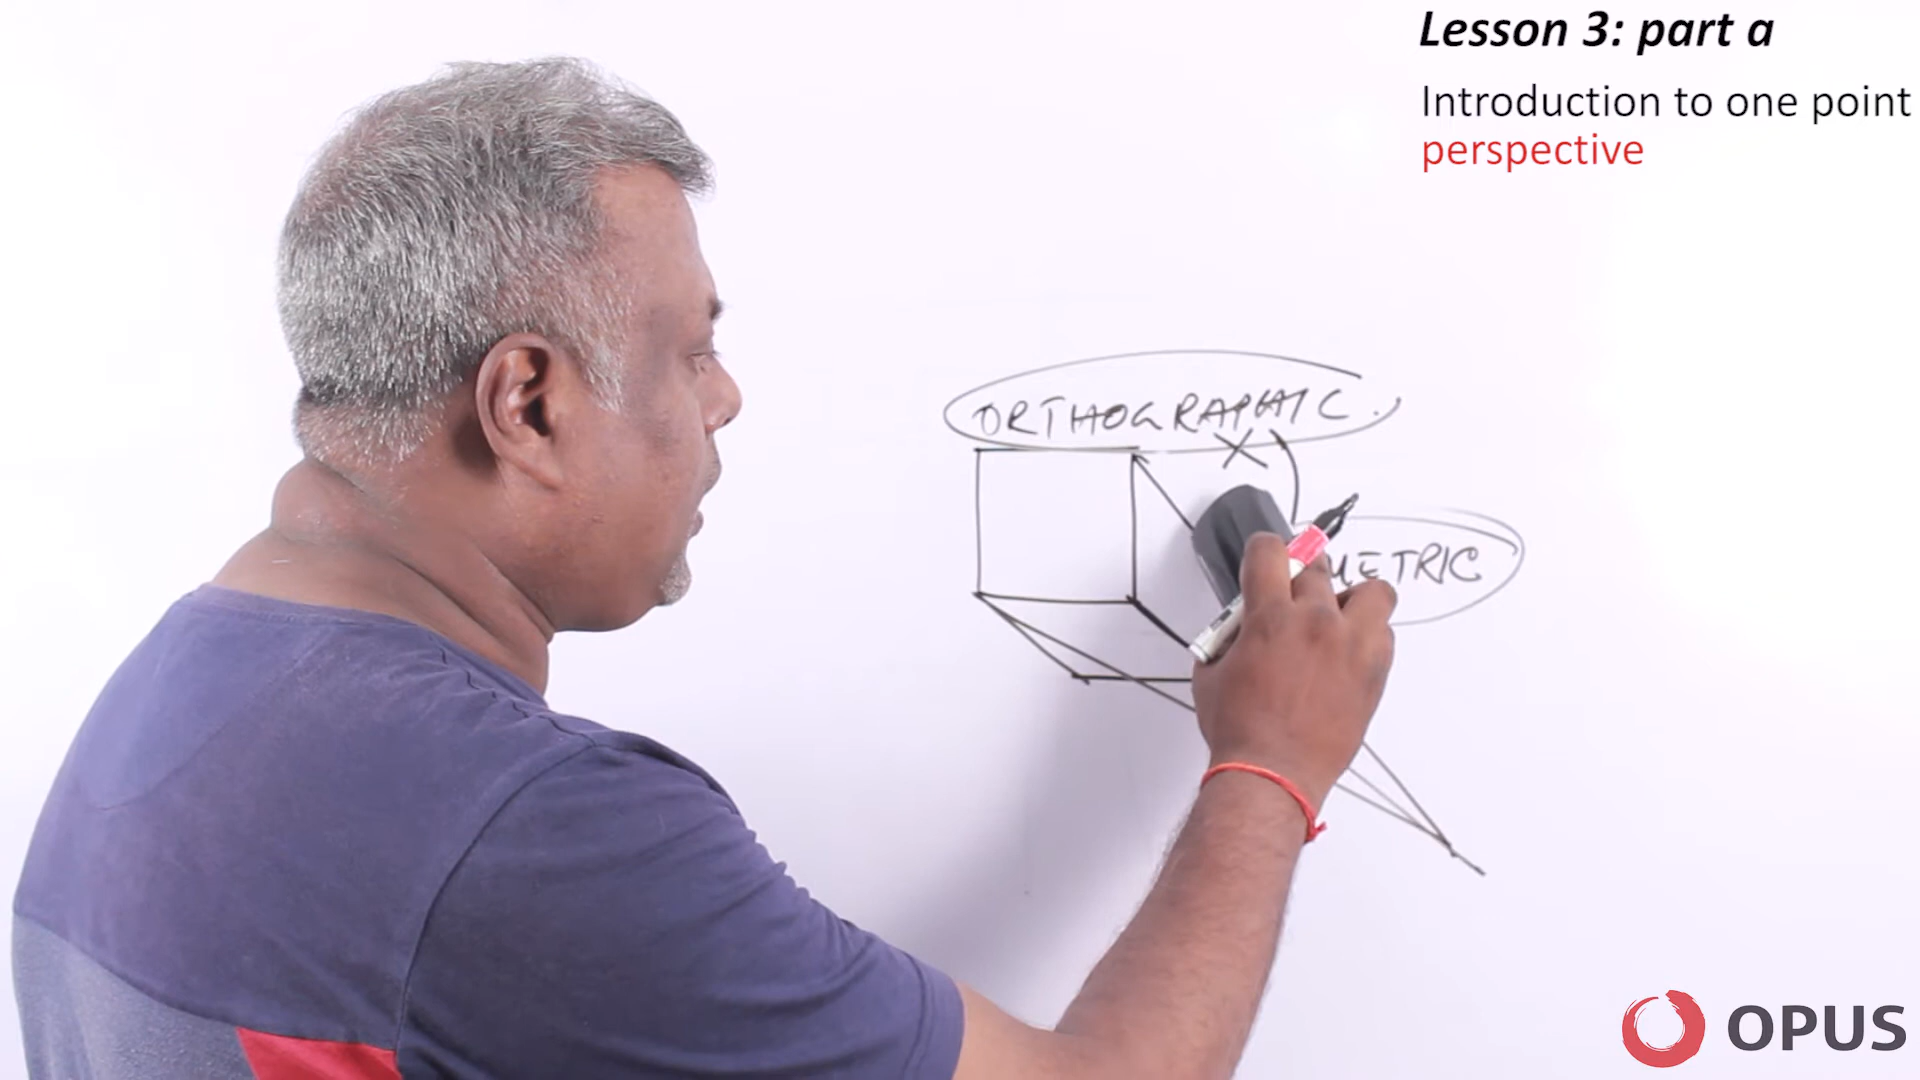 Lesson 3: part a
Introduction to one point
perspective
ORTHOGRAPHIC.
METRIC
OPUS